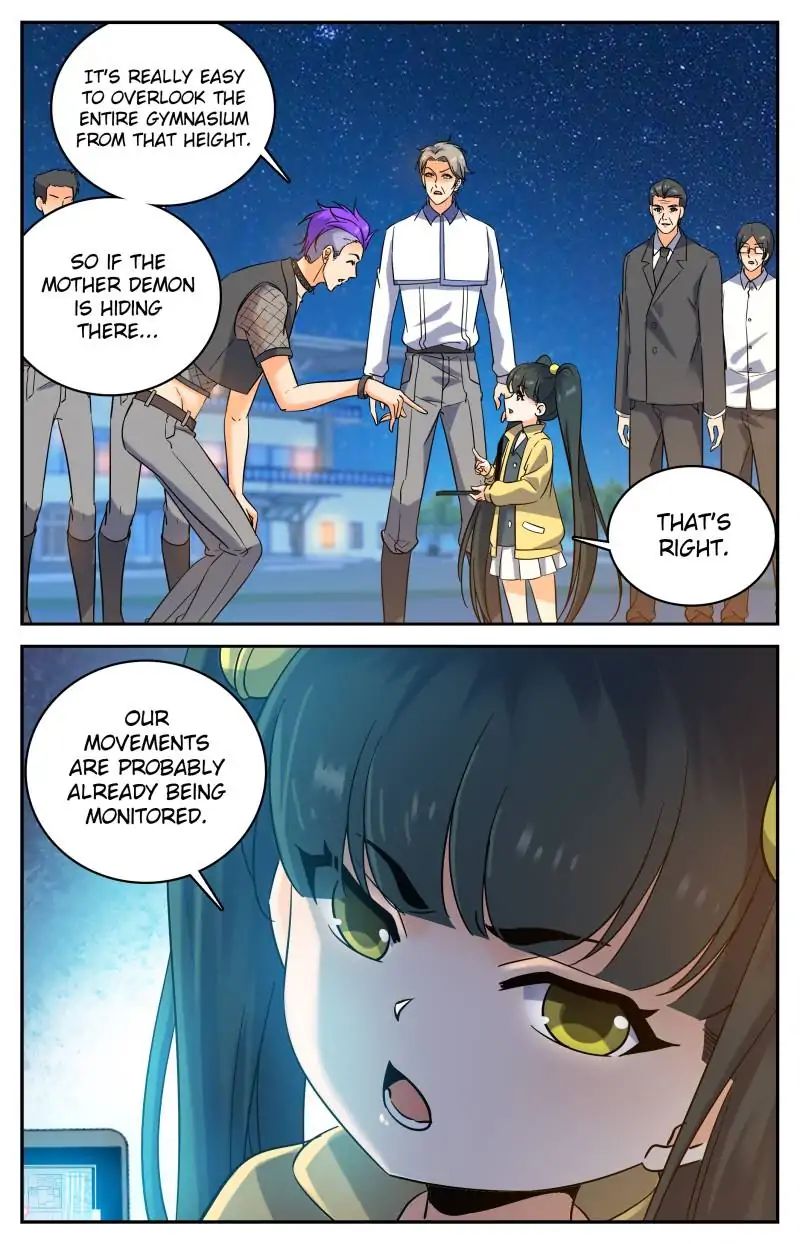 IT'S REALLY EASY
TO OVERLOOK THE
ENTIRE GYMNASIUM
FROM THAT HEIGHT.
SO IF THE
MOTHER DEMON
IS HIDING
THERE...
THAT'S
RIGHT.
OUR
MOVEMENTS
ARE PROBABLY
ALREADY BEING
MONITORED.